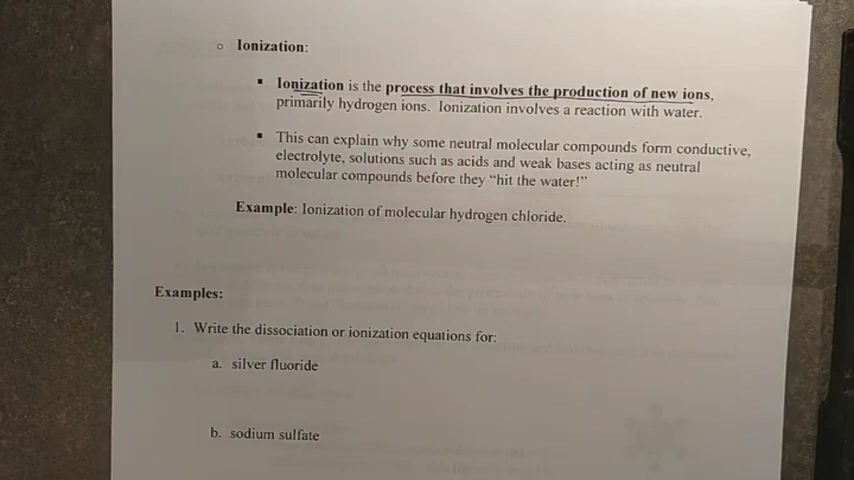 ○ Ionization:
▪ Ionization is the process that involves the production of new ions,
primarily hydrogen ions. Ionization involves a reaction with water.
▪ This can explain why some neutral molecular compounds form conductive,
electrolyte, solutions such as acids and weak bases acting as neutral
molecular compounds before they “hit the water!”
Example: Ionization of molecular hydrogen chloride.
Examples:
1. Write the dissociation or ionization equations for:
a. silver fluoride
b. sodium sulfate